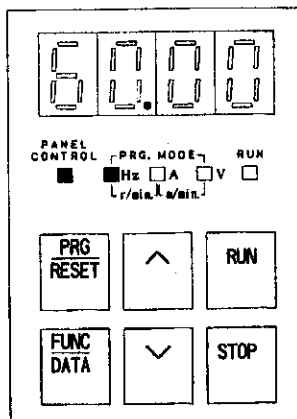 60.00
PANEL
CONTROL
PRG. MODE
RUN
Hz A V
r/min. m/min.
PRG
RESET
∧
RUN
FUNC
DATA
∨
STOP